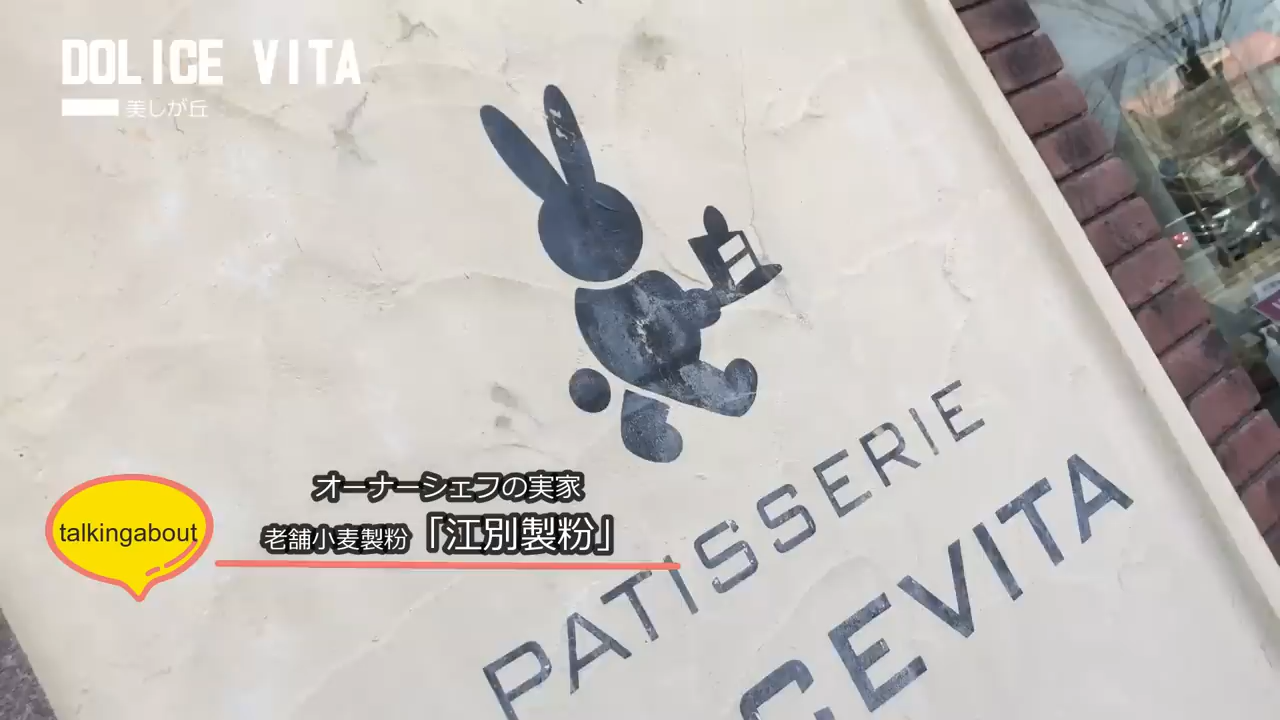 DOLICE VITA
美しが丘
オーナーシェフの実家
老舗小麦製粉「江別製粉」
talkingabout
PATISSERIE
CEVITA